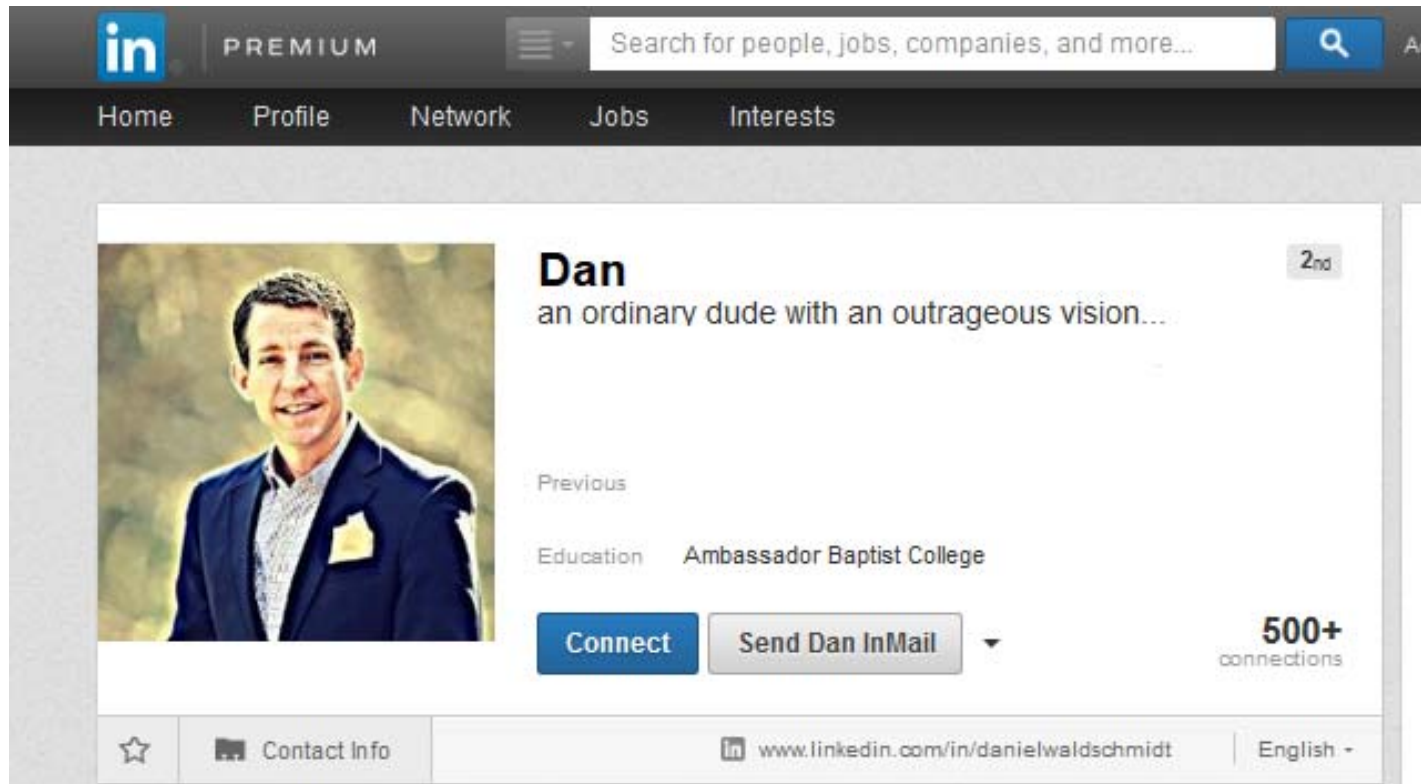 in PREMIUM Search for people, jobs, companies, and more...
Home Profile Network Jobs Interests
Dan 2nd
an ordinary dude with an outrageous vision...
Previous
Education Ambassador Baptist College
Connect Send Dan InMail 500+
connections
Contact Info in www.linkedin.com/in/danielwaldschmidt English